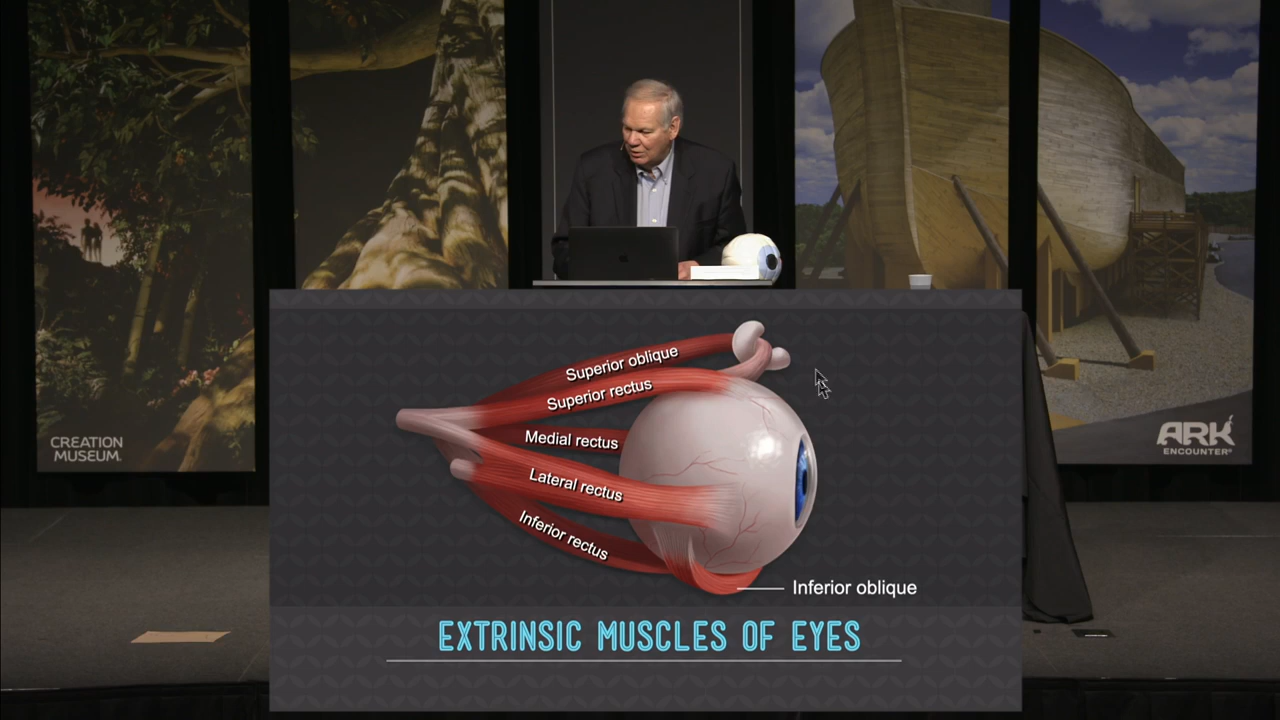 CREATION
MUSEUM
ARK
ENCOUNTER
Superior oblique
Superior rectus
Medial rectus
Lateral rectus
Inferior rectus
Inferior oblique
EXTRINSIC MUSCLES OF EYES